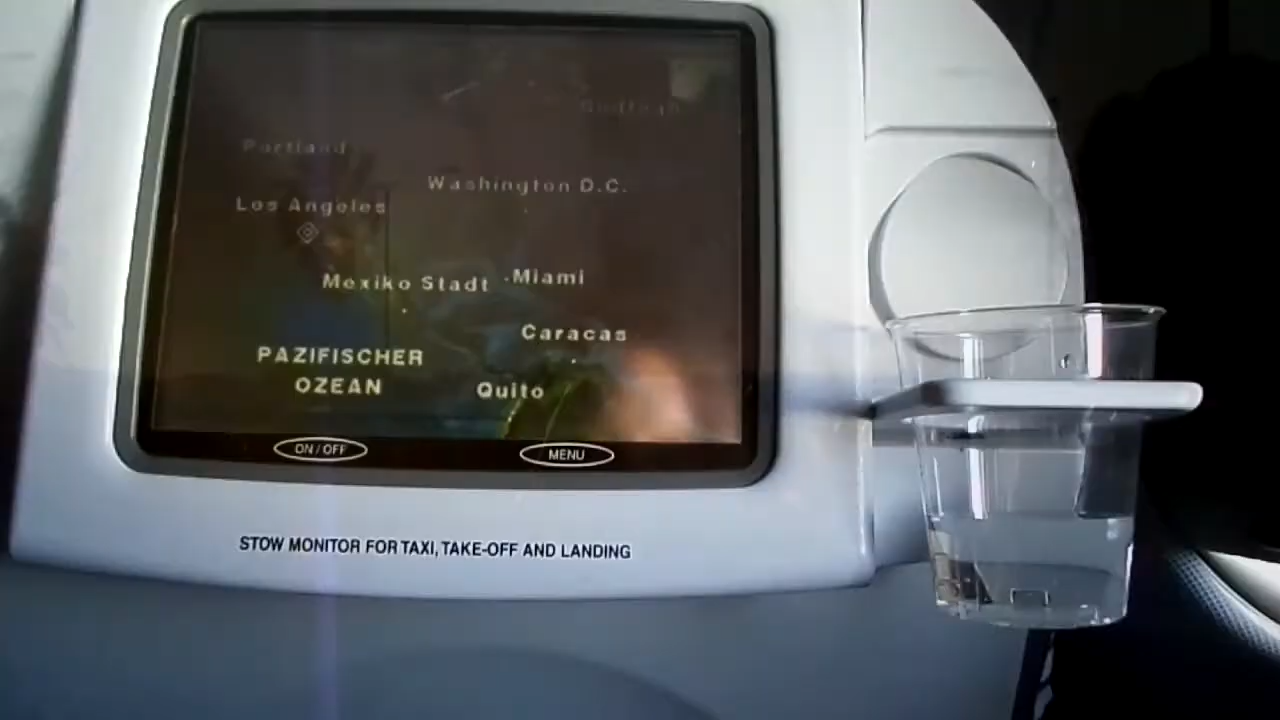 Portland
Washington D.C.
Los Angeles
Mexiko Stadt
Miami
Caracas
PAZIFISCHER
OZEAN
Quito
ON / OFF
MENU
STOW MONITOR FOR TAXI, TAKE-OFF AND LANDING